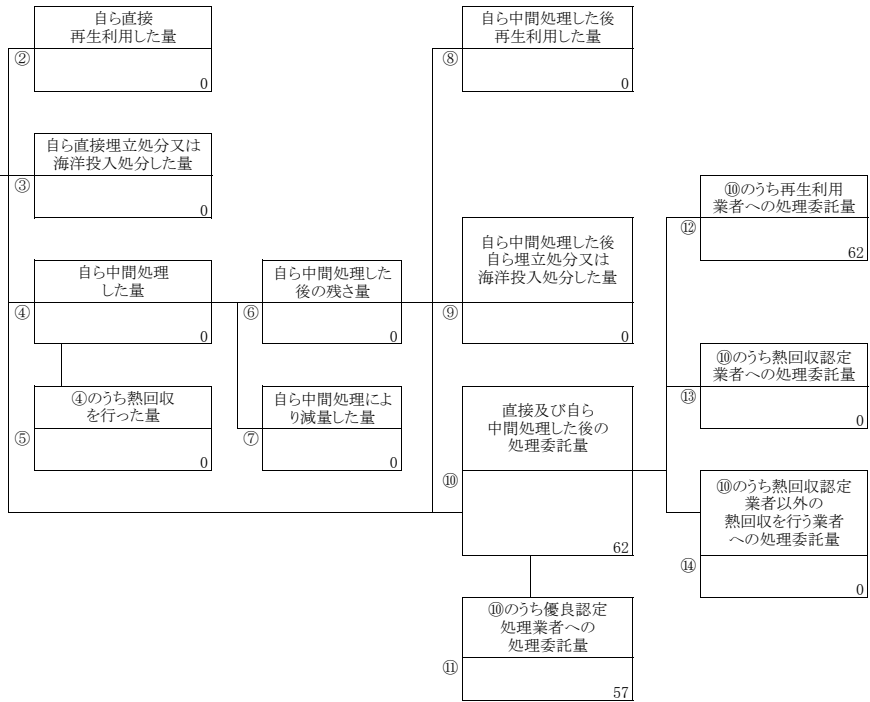 自ら直接
再生利用した量
②
0
自ら中間処理した後
再生利用した量
⑧
0
自ら直接埋立処分又は
海洋投入処分した量
③
0
⑩のうち再生利用
業者への処理委託量
⑫
62
自ら中間処理した後
自ら埋立処分又は
海洋投入処分した量
⑨
0
自ら中間処理
した量
④
0
自ら中間処理した
後の残さ量
⑥
0
⑩のうち熱回収認定
業者への処理委託量
⑬
0
④のうち熱回収
を行った量
⑤
0
自ら中間処理によ
り減量した量
⑦
0
直接及び自ら
中間処理した後の
処理委託量
⑩
62
⑩のうち熱回収認定
業者以外の
熱回収を行う業者
への処理委託量
⑭
0
⑩のうち優良認定
処理業者への
処理委託量
⑪
57